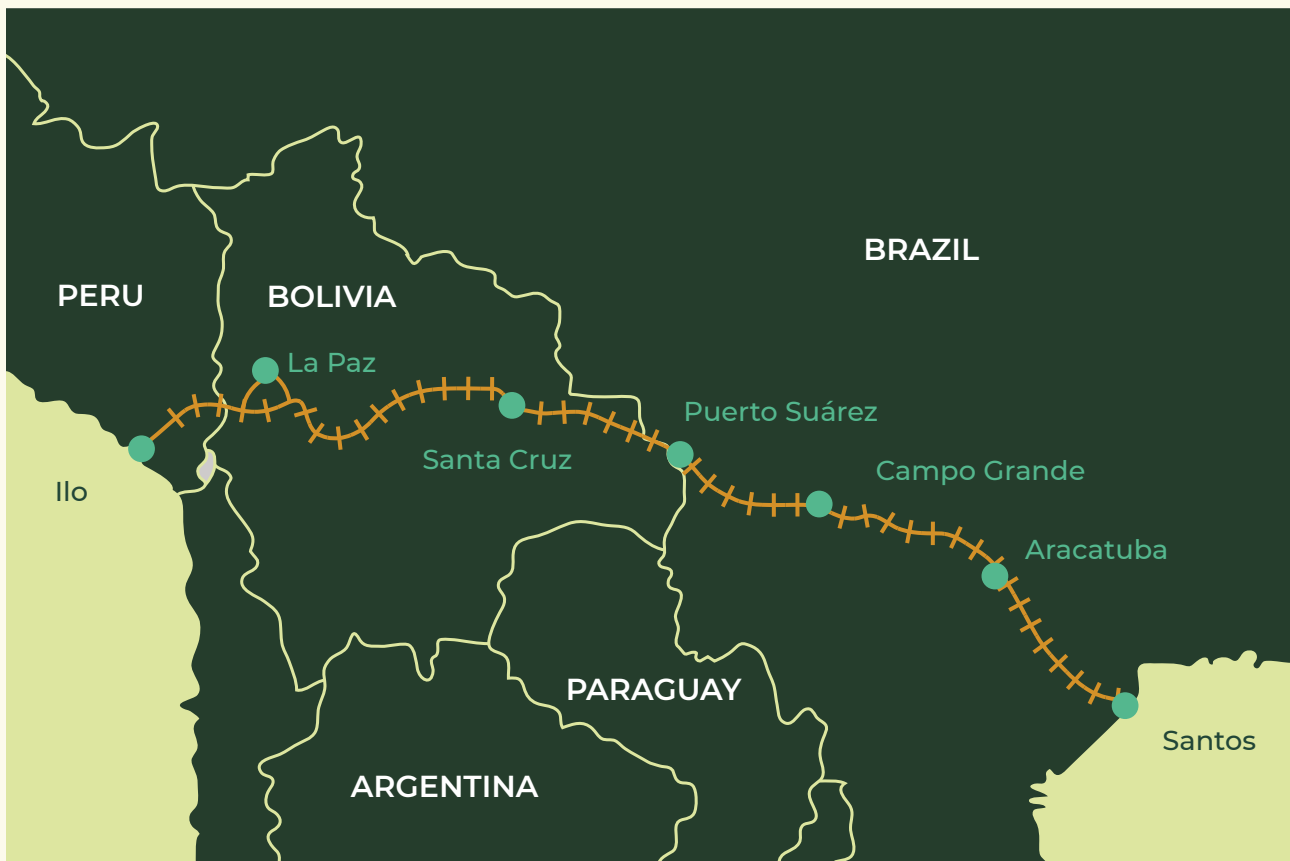 BRAZIL
PERU
BOLIVIA
La Paz
Puerto Suárez
Santa Cruz
Campo Grande
Ilo
Aracatuba
PARAGUAY
Santos
ARGENTINA